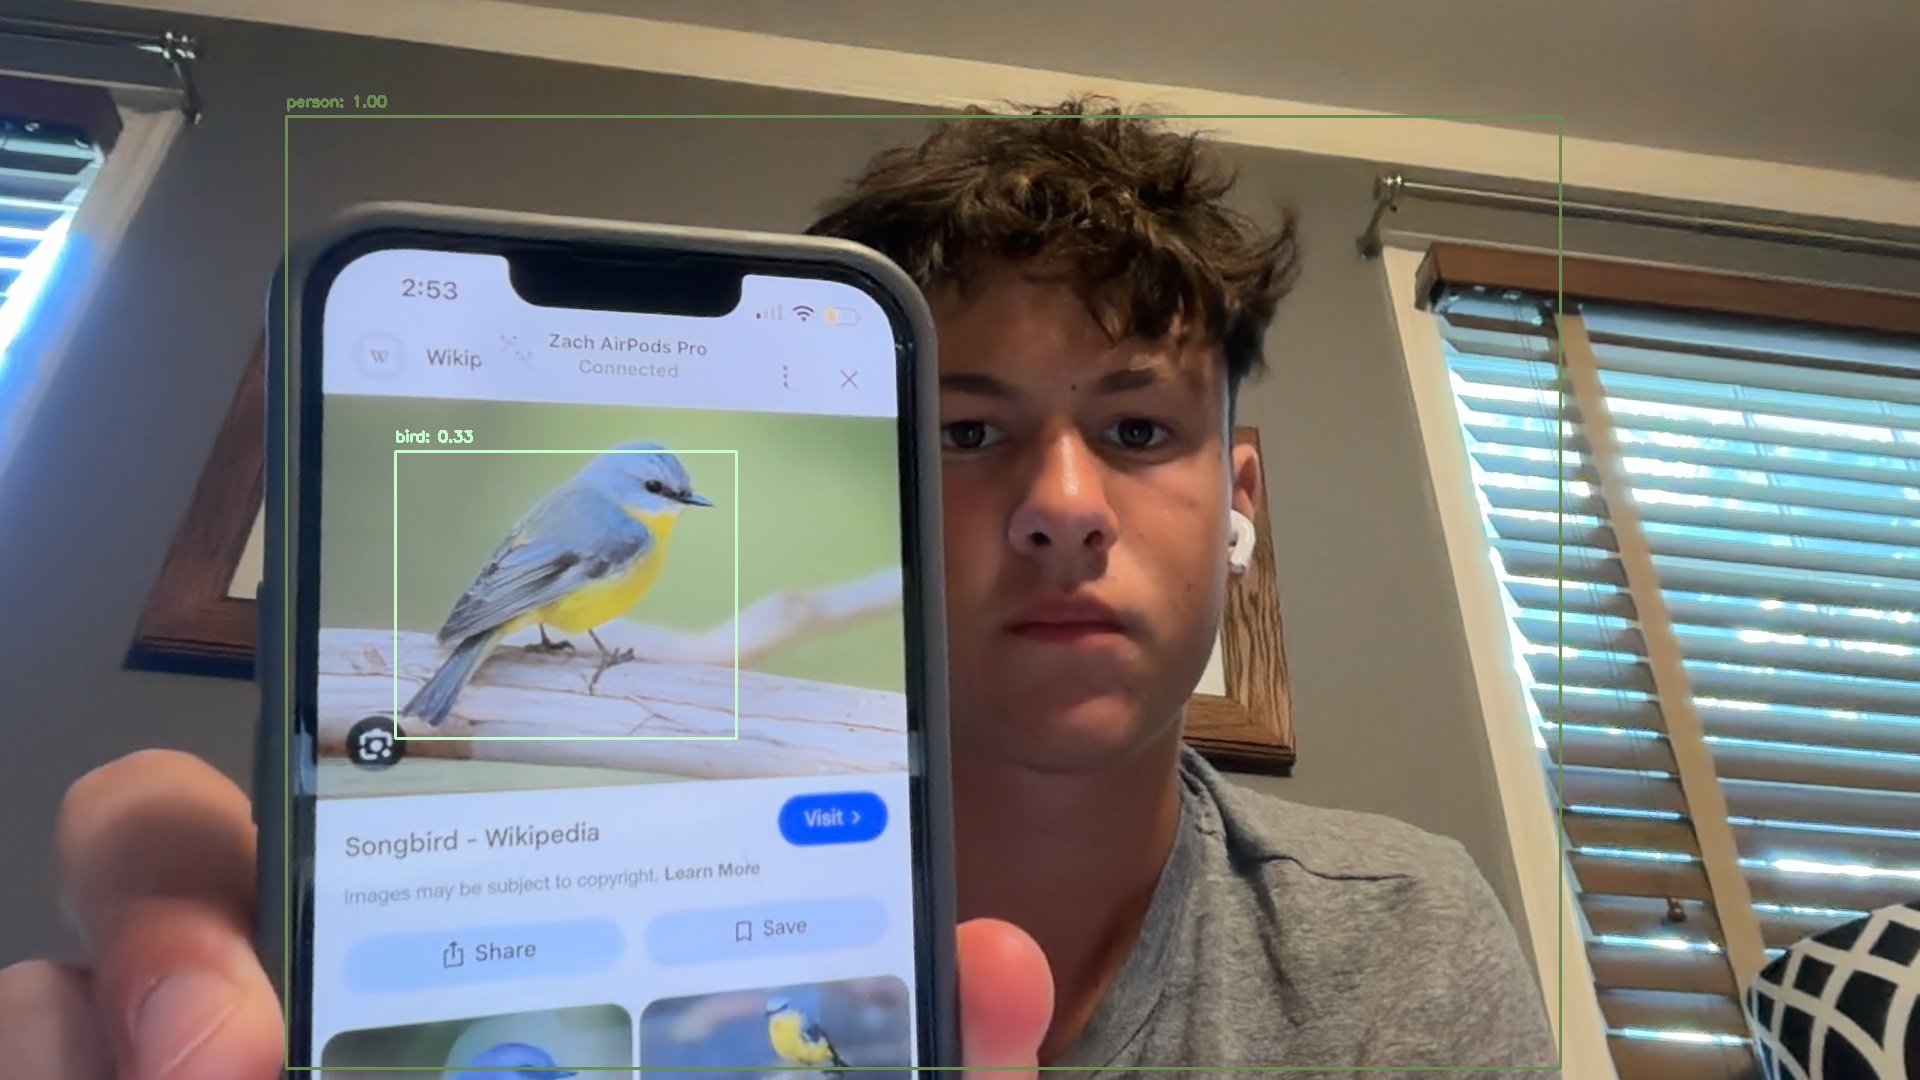 person: 1.00
2:53
W
Wikip
Zach AirPods Pro
Connected
bird: 0.33
Songbird - Wikipedia
Visit >
Images may be subject to copyright. Learn More
Share
Save